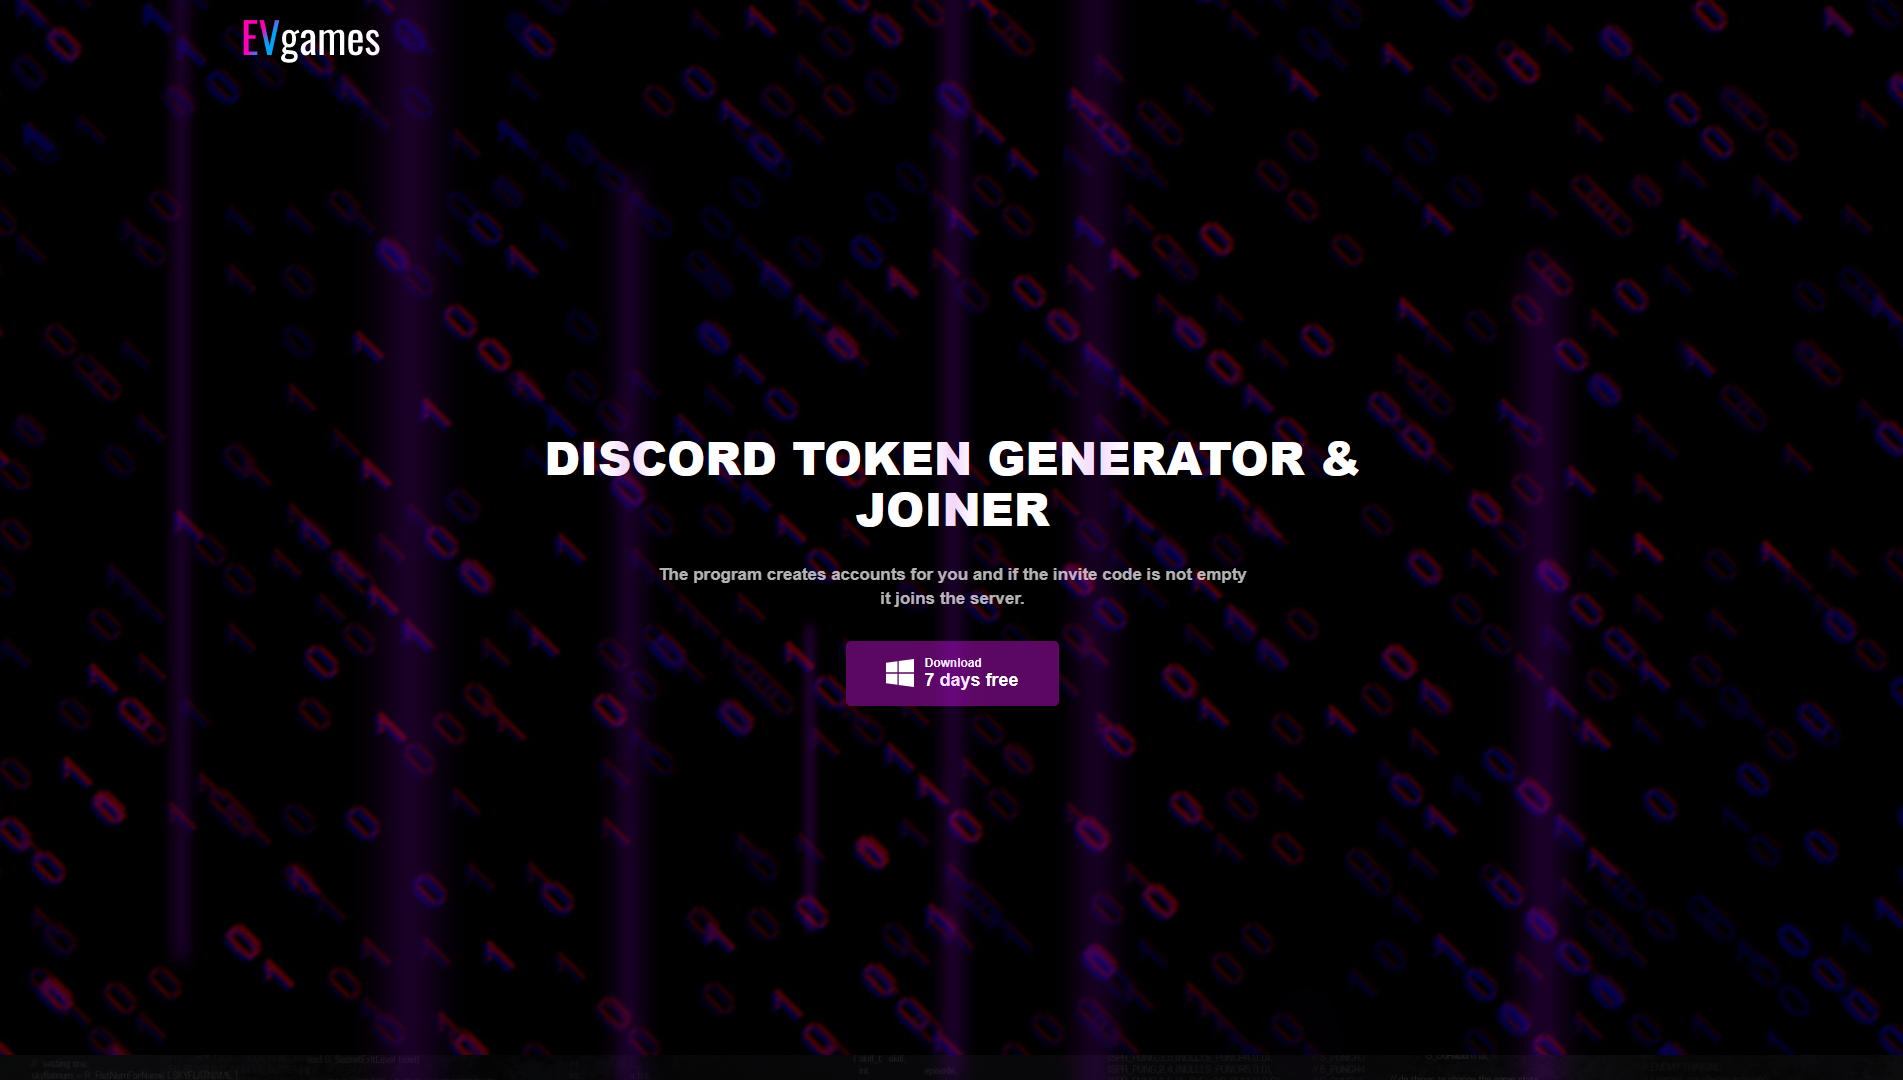 EVgames
DISCORD TOKEN GENERATOR &
JOINER
The program creates accounts for you and if the invite code is not empty
it joins the server.
Download
7 days free